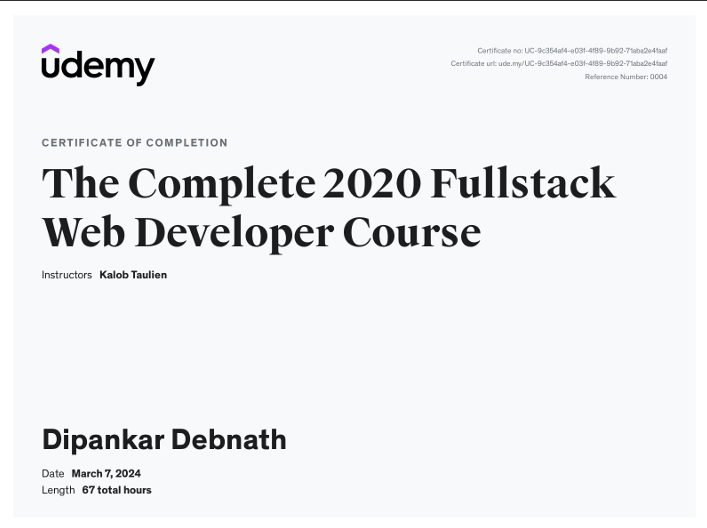 udemy
Certificate no: UC-9c354af4-e03f-4f89-9b92-71aba2e4faaf
Certificate url: ude.my/UC-9c354af4-e03f-4f89-9b92-71aba2e4faaf
Reference Number: 0004
CERTIFICATE OF COMPLETION
The Complete 2020 Fullstack
Web Developer Course
Instructors Kalob Taulien
Dipankar Debnath
Date March 7, 2024
Length 67 total hours